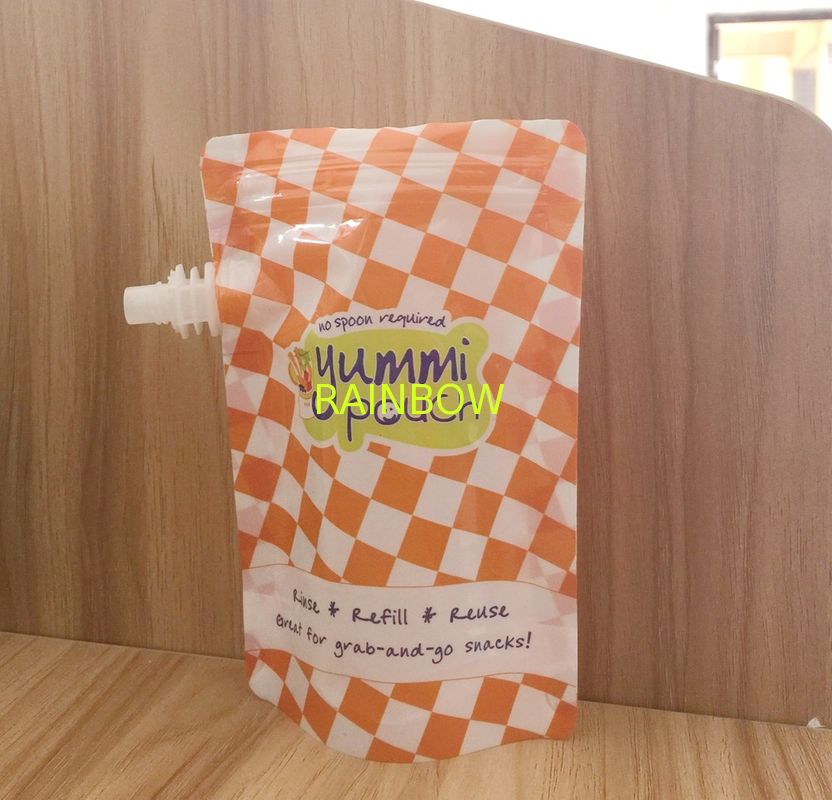 no spoon required
yummi
pouch
RAINBOW
Rinse * Refill * Reuse
Great for grab-and-go snacks!